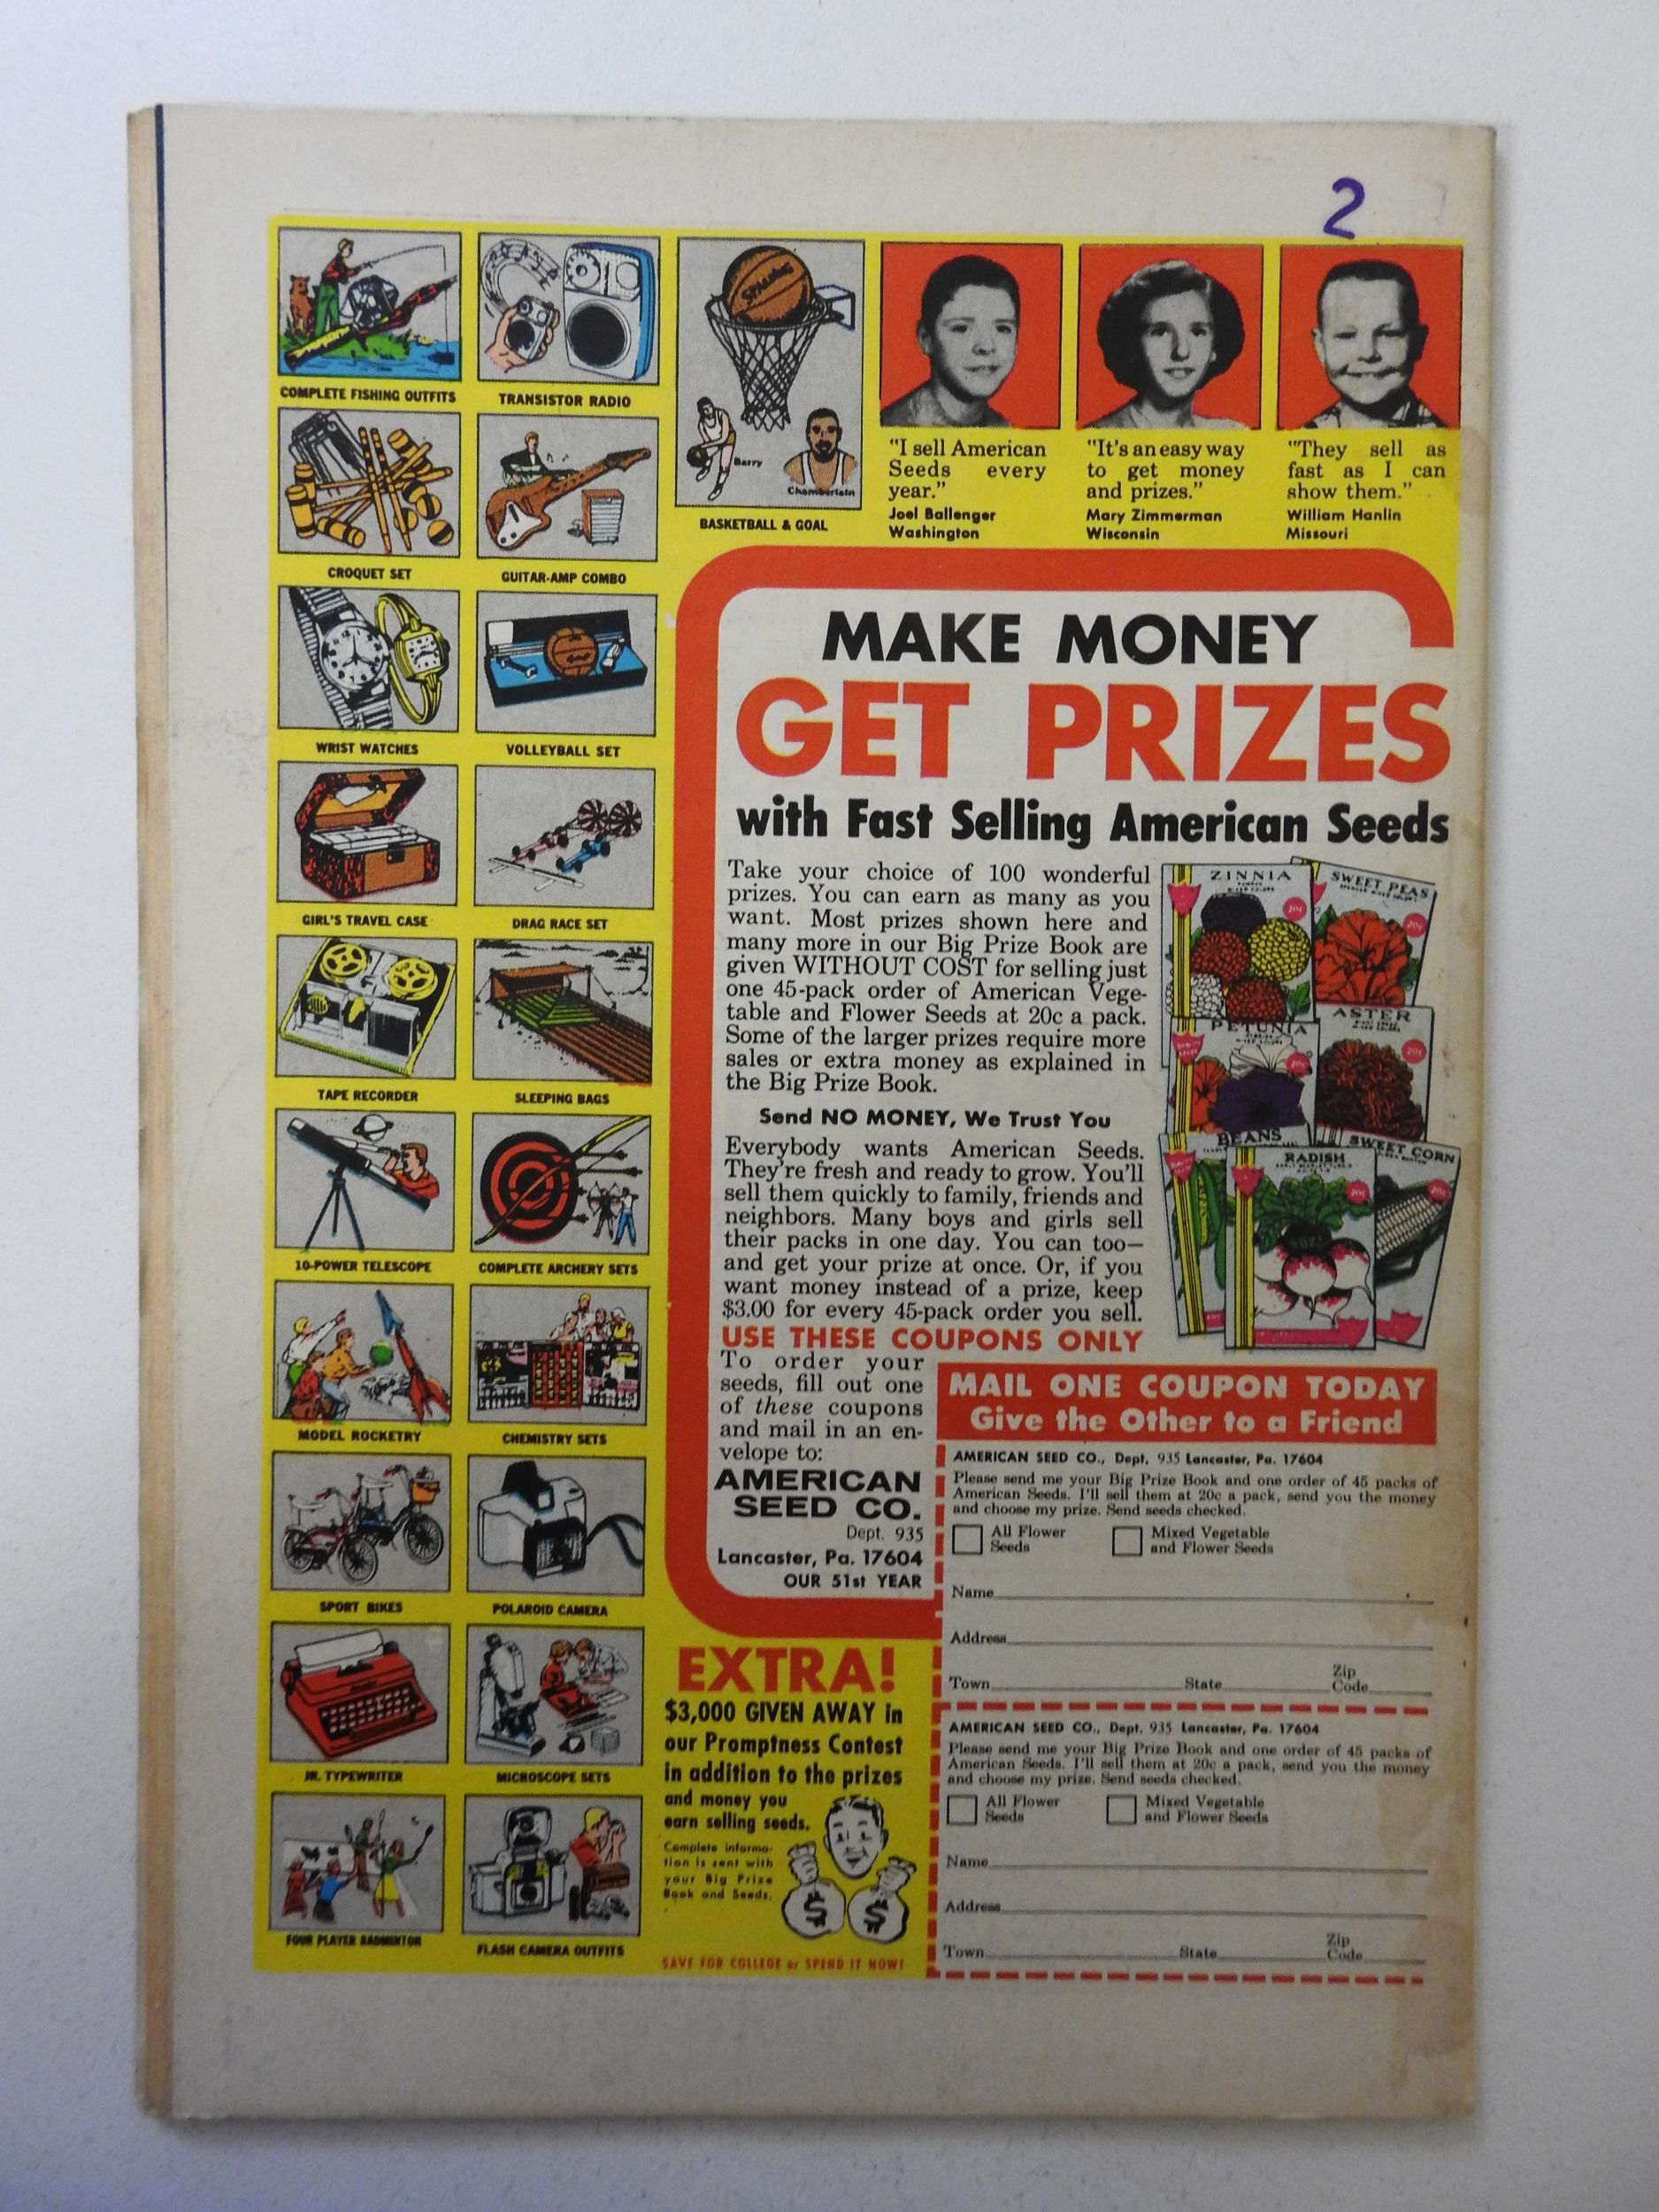 2
COMPLETE FISHING OUTFITS
TRANSISTOR RADIO
CROQUET SET
GUITAR-AMP COMBO
WRIST WATCHES
VOLLEYBALL SET
GIRL'S TRAVEL CASE
DRAG RACE SET
TAPE RECORDER
SLEEPING BAGS
10-POWER TELESCOPE
COMPLETE ARCHERY SETS
MODEL ROCKETRY
CHEMISTRY SETS
SPORT BIKES
POLAROID CAMERA
JR. TYPEWRITER
MICROSCOPE SETS
FOUR PLAYER BADMINTON
FLASH CAMERA OUTFITS
Spalding
Barry
Chamberlain
BASKETBALL & GOAL
"I sell American
Seeds every
year."
Joel Ballenger
Washington
"It's an easy way
to get money
and prizes."
Mary Zimmerman
Wisconsin
"They sell as
fast as I can
show them."
William Hanlin
Missouri
MAKE MONEY
GET PRIZES
with Fast Selling American Seeds
Take your choice of 100 wonderful
prizes. You can earn as many as you
want. Most prizes shown here and
many more in our Big Prize Book are
given WITHOUT COST for selling just
one 45-pack order of American Vege-
table and Flower Seeds at 20c a pack.
Some of the larger prizes require more
sales or extra money as explained in
the Big Prize Book.
Send NO MONEY, We Trust You
Everybody wants American Seeds.
They're fresh and ready to grow. You'll
sell them quickly to family, friends and
neighbors. Many boys and girls sell
their packs in one day. You can too—
and get your prize at once. Or, if you
want money instead of a prize, keep
$3.00 for every 45-pack order you sell.
USE THESE COUPONS ONLY
To order your
seeds, fill out one
of these coupons
and mail in an en-
velope to:
AMERICAN
SEED CO.
Dept. 935
Lancaster, Pa. 17604
OUR 51st YEAR
ZINNIA
20c
SWEET PEAS
20c
PETUNIA
20c
ASTER
20c
BEANS
RADISH
20c
SWEET CORN
20c
MAIL ONE COUPON TODAY
Give the Other to a Friend
AMERICAN SEED CO., Dept. 935 Lancaster, Pa. 17604
Please send me your Big Prize Book and one order of 45 packs of
American Seeds. I'll sell them at 20c a pack, send you the money
and choose my prize. Send seeds checked.
All Flower
Seeds
Mixed Vegetable
and Flower Seeds
Name
Address
Town State Zip Code
AMERICAN SEED CO., Dept. 935 Lancaster, Pa. 17604
Please send me your Big Prize Book and one order of 45 packs of
American Seeds. I'll sell them at 20c a pack, send you the money
and choose my prize. Send seeds checked.
All Flower
Seeds
Mixed Vegetable
and Flower Seeds
Name
Address
Town State Zip Code
EXTRA!
$3,000 GIVEN AWAY in
our Promptness Contest
in addition to the prizes
and money you
earn selling seeds.
Complete informa-
tion is sent with
your Big Prize
Book and Seeds.
$ $
SAVE FOR COLLEGE or SPEND IT NOW!